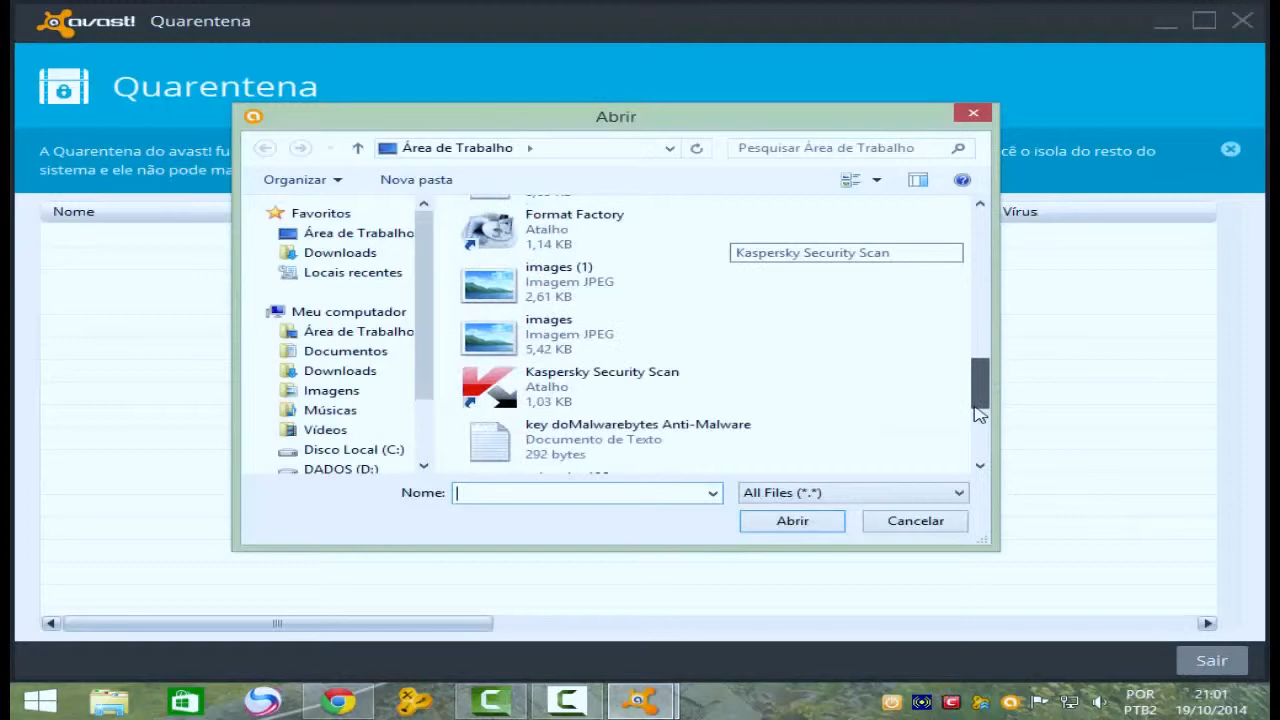 avast! Quarentena
Quarentena
A Quarentena do avast! fu
cê o isola do resto do
sistema e ele não pode ma
Nome
Vírus
Abrir
Área de Trabalho
Pesquisar Área de Trabalho
Organizar
Nova pasta
Favoritos
Área de Trabalho
Downloads
Locais recentes
Meu computador
Área de Trabalho
Documentos
Downloads
Imagens
Músicas
Vídeos
Disco Local (C:)
DADOS (D:)
Format Factory
Atalho
1,14 KB
Kaspersky Security Scan
images (1)
Imagem JPEG
2,61 KB
images
Imagem JPEG
5,42 KB
Kaspersky Security Scan
Atalho
1,03 KB
key doMalwarebytes Anti-Malware
Documento de Texto
292 bytes
Nome:
All Files (*.*)
Abrir
Cancelar
Sair
POR
PTB2
21:01
19/10/2014